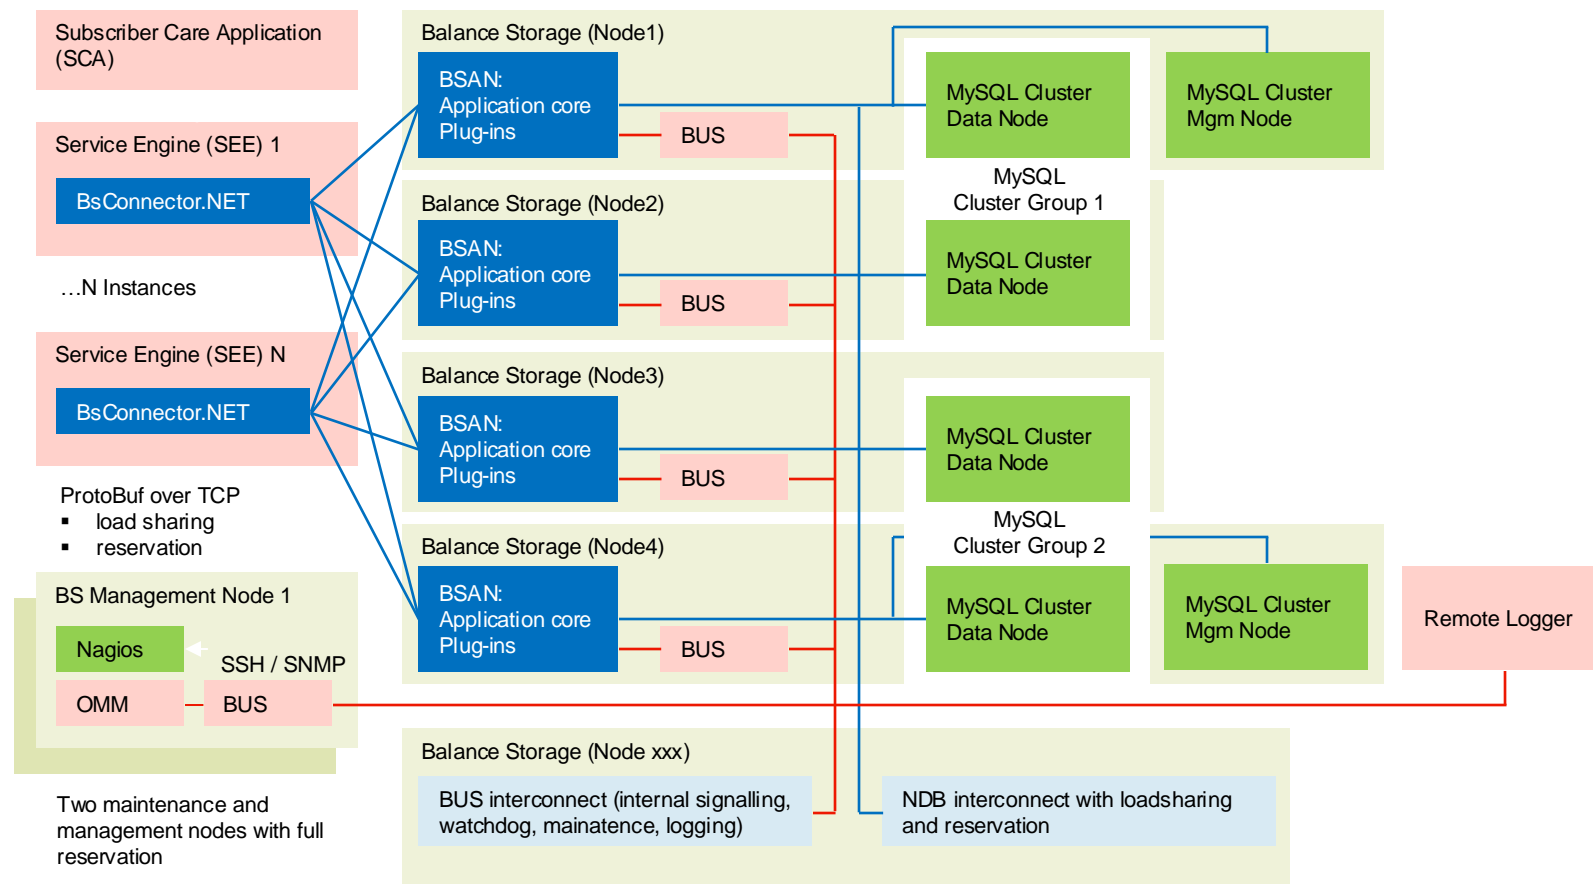 Subscriber Care Application
(SCA)
Service Engine (SEE) 1
BsConnector.NET
…N Instances
Service Engine (SEE) N
BsConnector.NET
ProtoBuf over TCP
▪ load sharing
▪ reservation
BS Management Node 1
Nagios
SSH / SNMP
OMM
BUS
Two maintenance and
management nodes with full
reservation
Balance Storage (Node1)
BSAN:
Application core
Plug-ins
BUS
MySQL Cluster
Data Node
MySQL Cluster
Mgm Node
MySQL
Cluster Group 1
Balance Storage (Node2)
BSAN:
Application core
Plug-ins
BUS
MySQL Cluster
Data Node
Balance Storage (Node3)
BSAN:
Application core
Plug-ins
BUS
MySQL Cluster
Data Node
MySQL
Cluster Group 2
Balance Storage (Node4)
BSAN:
Application core
Plug-ins
BUS
MySQL Cluster
Data Node
MySQL Cluster
Mgm Node
Remote Logger
Balance Storage (Node xxx)
BUS interconnect (internal signalling,
watchdog, mainatence, logging)
NDB interconnect with loadsharing
and reservation